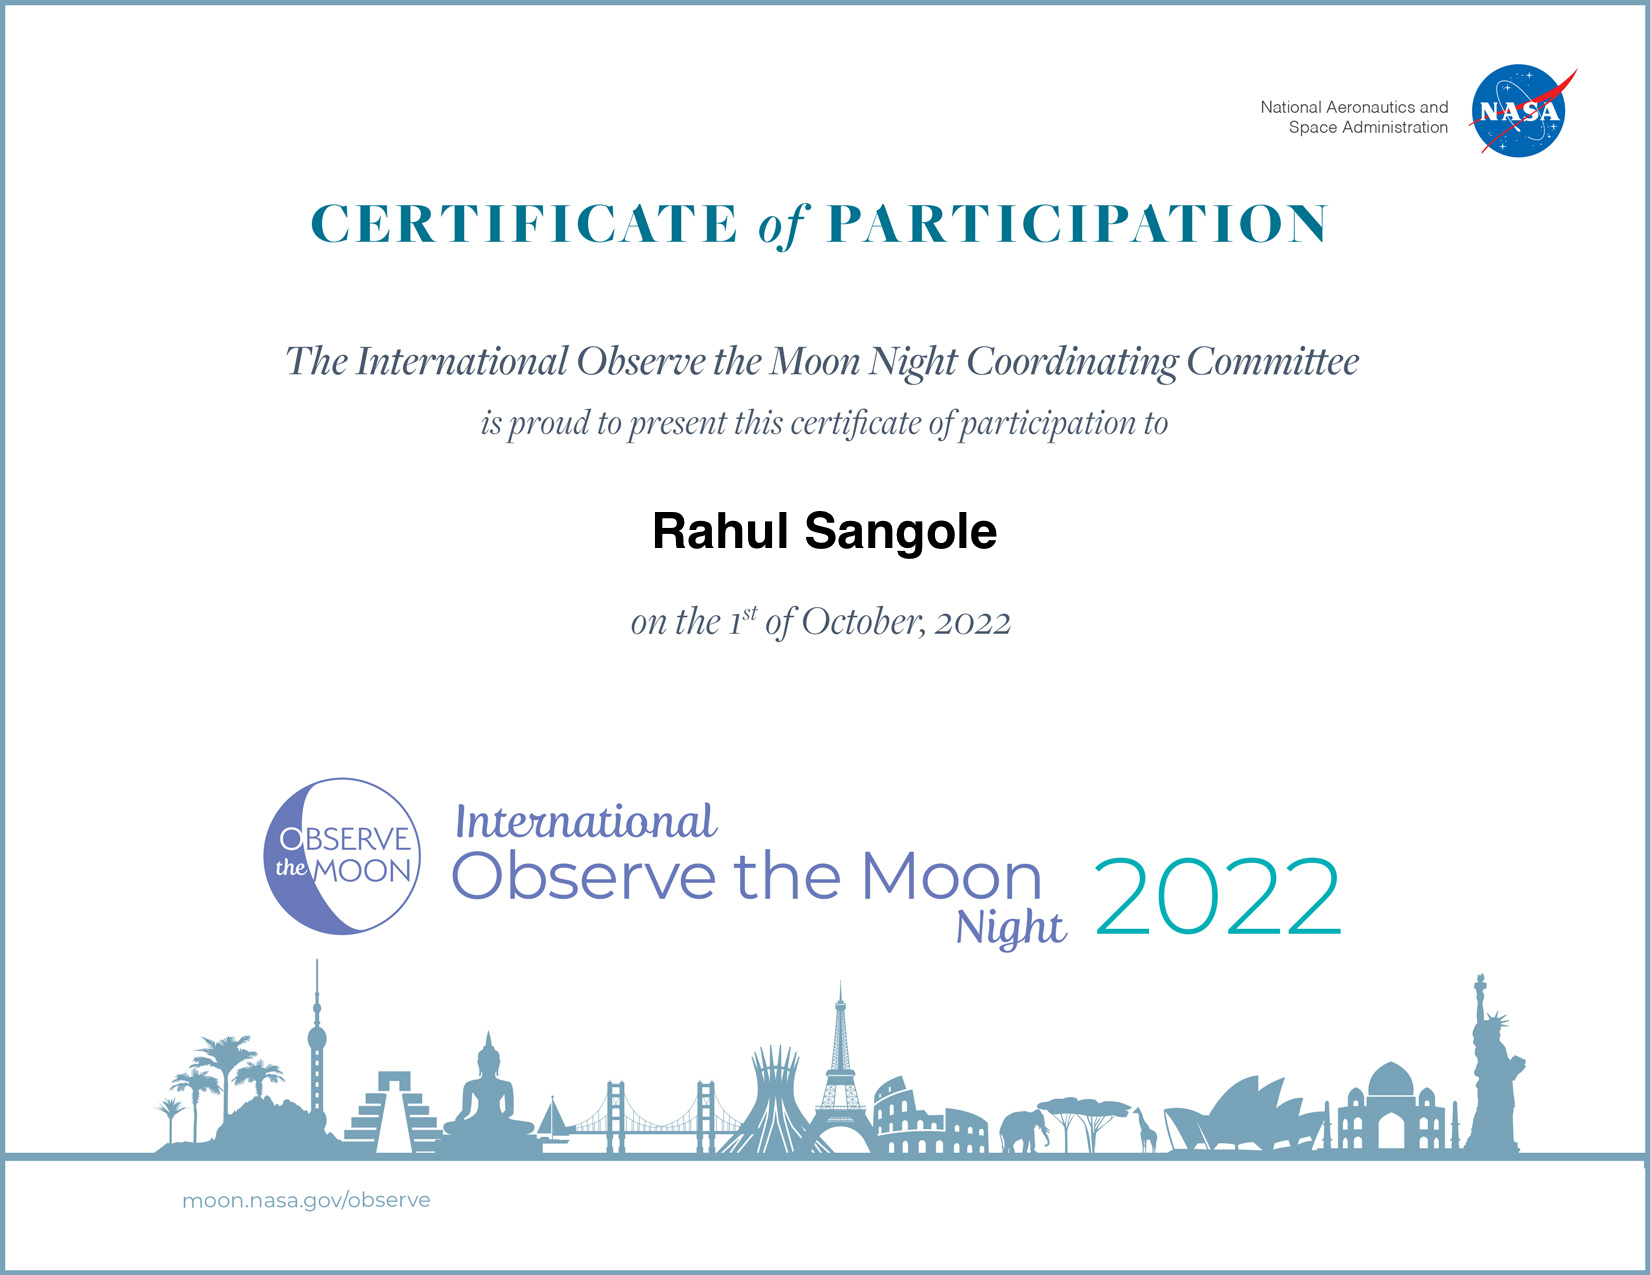 National Aeronautics and
Space Administration
NASA
CERTIFICATE of PARTICIPATION
The International Observe the Moon Night Coordinating Committee
is proud to present this certificate of participation to
Rahul Sangole
on the 1st of October, 2022
OBSERVE
the MOON
International
Observe the Moon
Night
2022
moon.nasa.gov/observe